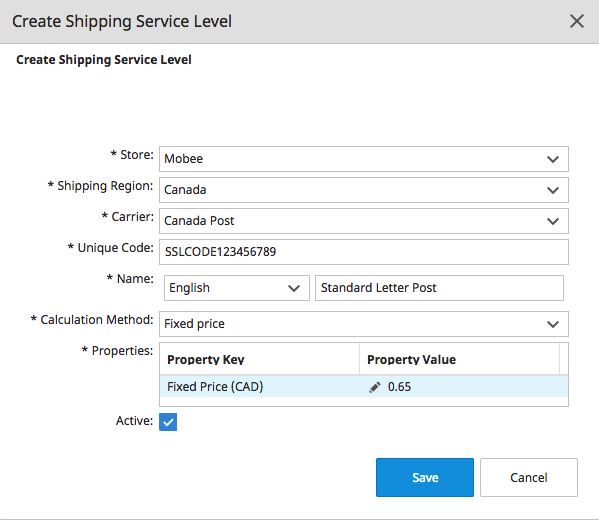 Create Shipping Service Level
Create Shipping Service Level
* Store: Mobee
* Shipping Region: Canada
* Carrier: Canada Post
* Unique Code: SSLCODE123456789
* Name: English Standard Letter Post
* Calculation Method: Fixed price
* Properties: Property Key Property Value
Fixed Price (CAD) 0.65
Active:
Save Cancel